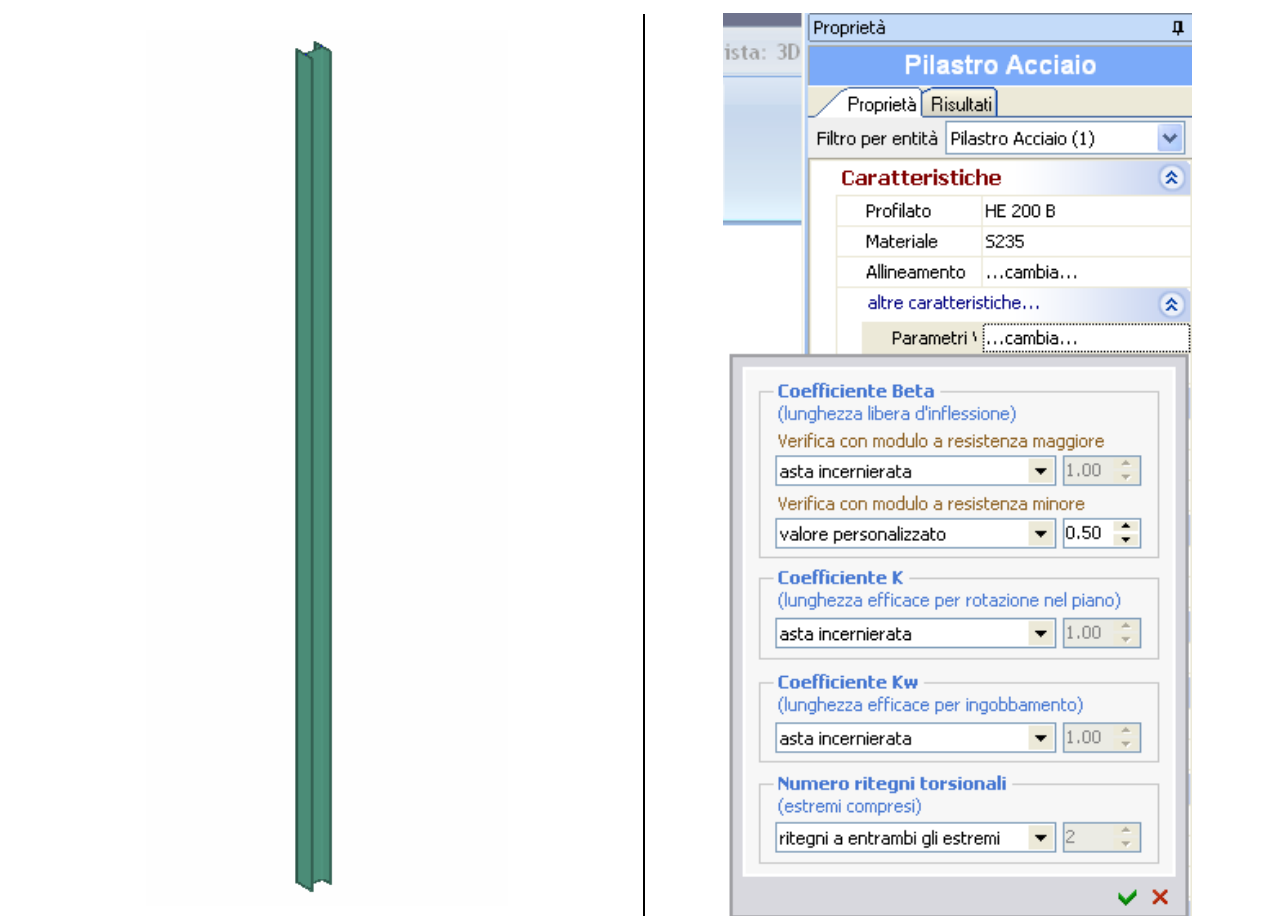 ista: 3D
Proprietà
Pilastro Acciaio
Proprietà Risultati
Filtro per entità Pilastro Acciaio (1)
Caratteristiche
Profilato HE 200 B
Materiale S235
Allineamento ...cambia...
altre caratteristiche...
Parametri ...cambia...
Coefficiente Beta
(lunghezza libera d'inflessione)
Verifica con modulo a resistenza maggiore
asta incernierata 1.00
Verifica con modulo a resistenza minore
valore personalizzato 0.50
Coefficiente K
(lunghezza efficace per rotazione nel piano)
asta incernierata 1.00
Coefficiente Kw
(lunghezza efficace per ingobbamento)
asta incernierata 1.00
Numero ritegni torsionali
(estremi compresi)
ritegni a entrambi gli estremi 2